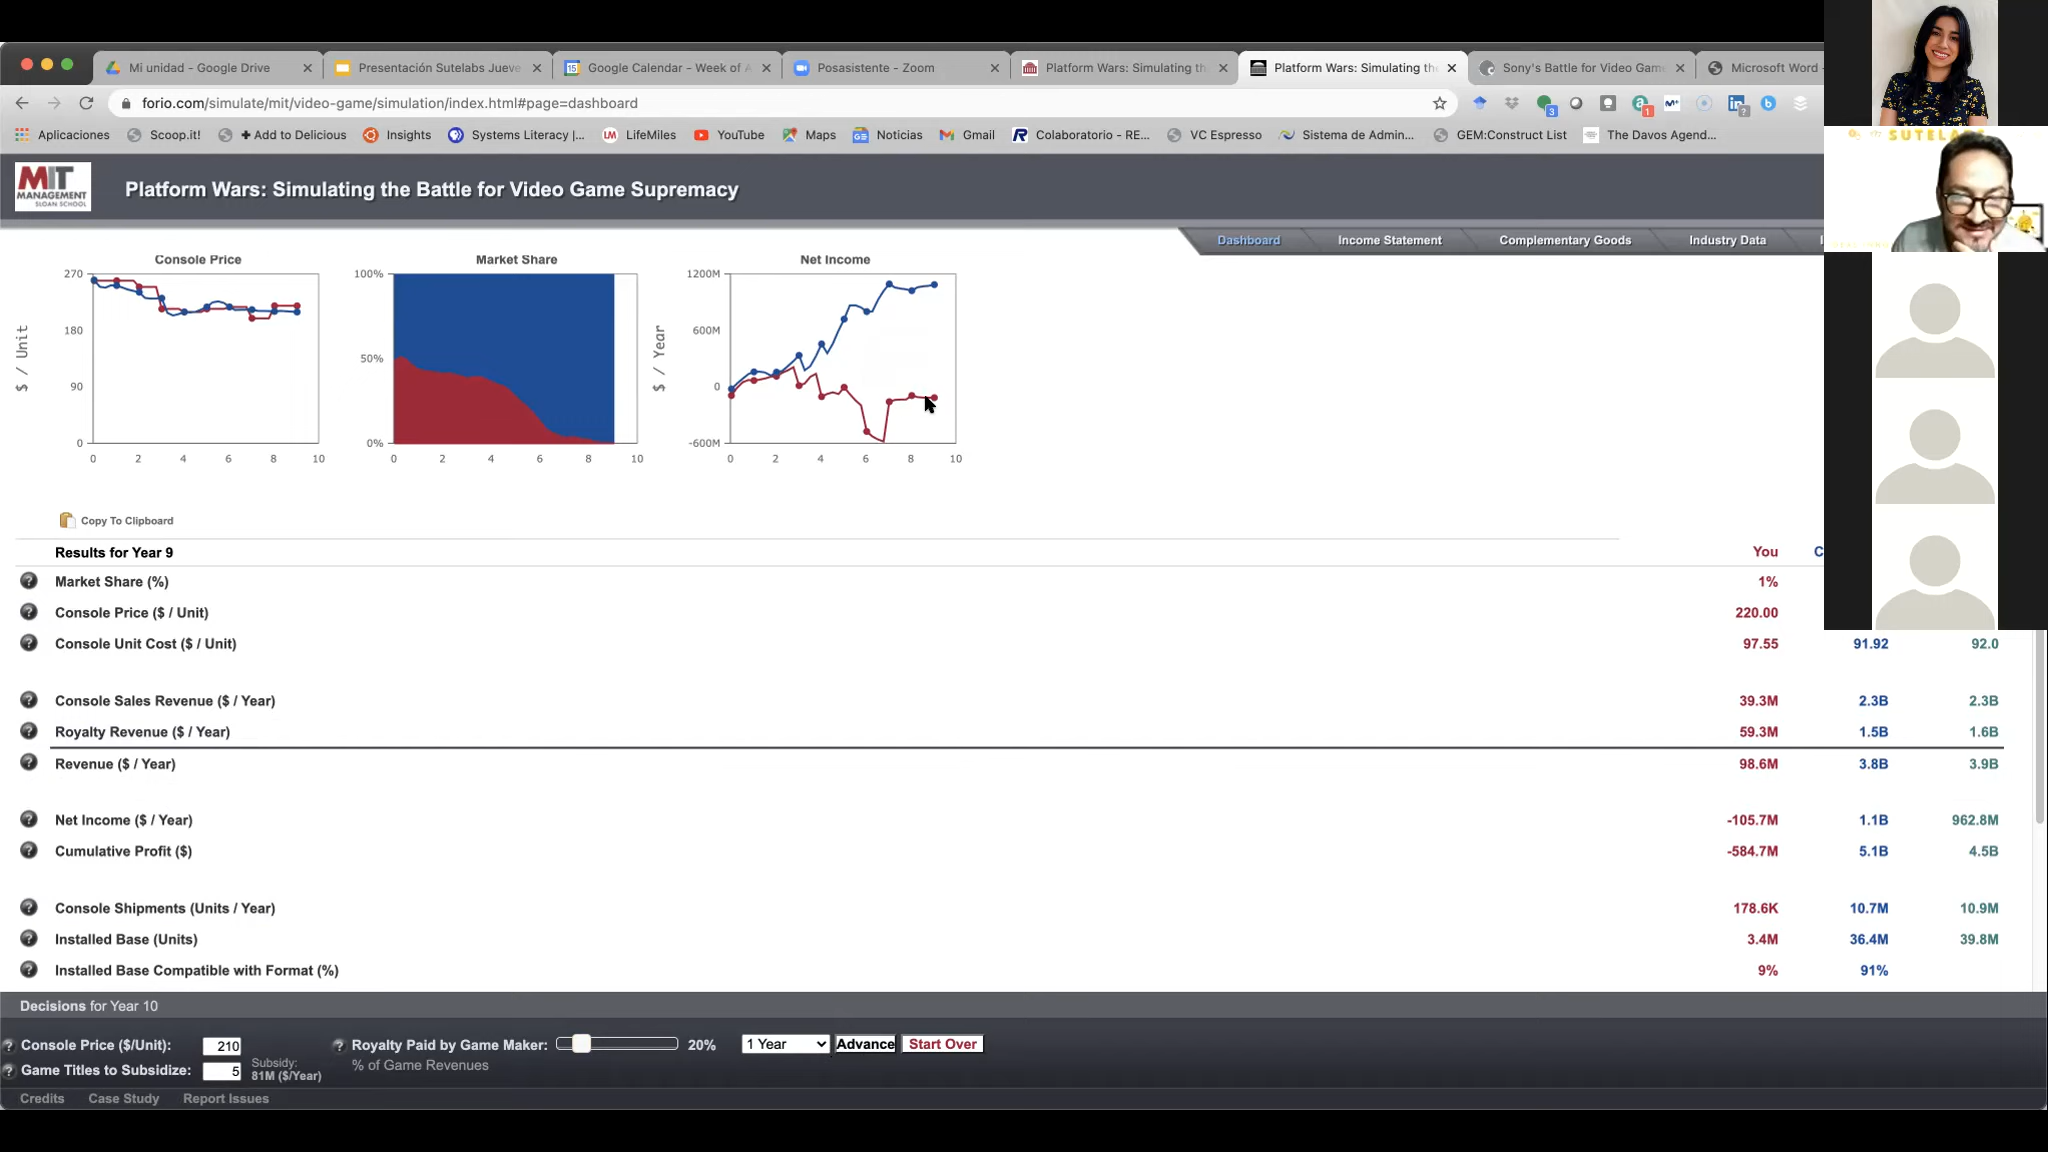 Mi unidad - Google Drive
Presentación Sutelabs Jueve
Google Calendar - Week of A
Posasistente - Zoom
Platform Wars: Simulating th
Platform Wars: Simulating the
Sony's Battle for Video Game
Microsoft Word -
forio.com/simulate/mit/video-game/simulation/index.html#page=dashboard
Aplicaciones
Scoop.it!
+ Add to Delicious
Insights
Systems Literacy |...
LifeMiles
YouTube
Maps
Noticias
Gmail
Colaboratorio - RE...
VC Espresso
Sistema de Admin...
GEM:Construct List
The Davos Agend...
MIT
MANAGEMENT
SLOAN SCHOOL
Platform Wars: Simulating the Battle for Video Game Supremacy
Dashboard
Income Statement
Complementary Goods
Industry Data
Console Price
$ / Unit
270
180
90
0
0 2 4 6 8 10
Market Share
100%
50%
0%
0 2 4 6 8 10
Net Income
$ / Year
1200M
600M
0
-600M
0 2 4 6 8 10
Copy To Clipboard
Results for Year 9 You C
Market Share (%) 1%
Console Price ($ / Unit) 220.00
Console Unit Cost ($ / Unit) 97.55 91.92 92.0
Console Sales Revenue ($ / Year) 39.3M 2.3B 2.3B
Royalty Revenue ($ / Year) 59.3M 1.5B 1.6B
Revenue ($ / Year) 98.6M 3.8B 3.9B
Net Income ($ / Year) -105.7M 1.1B 962.8M
Cumulative Profit ($) -584.7M 5.1B 4.5B
Console Shipments (Units / Year) 178.6K 10.7M 10.9M
Installed Base (Units) 3.4M 36.4M 39.8M
Installed Base Compatible with Format (%) 9% 91%
Decisions for Year 10
Console Price ($/Unit): 210
Royalty Paid by Game Maker: 20%
% of Game Revenues
1 Year
Advance
Start Over
Game Titles to Subsidize: 5
Subsidy:
81M ($/Year)
Credits
Case Study
Report Issues